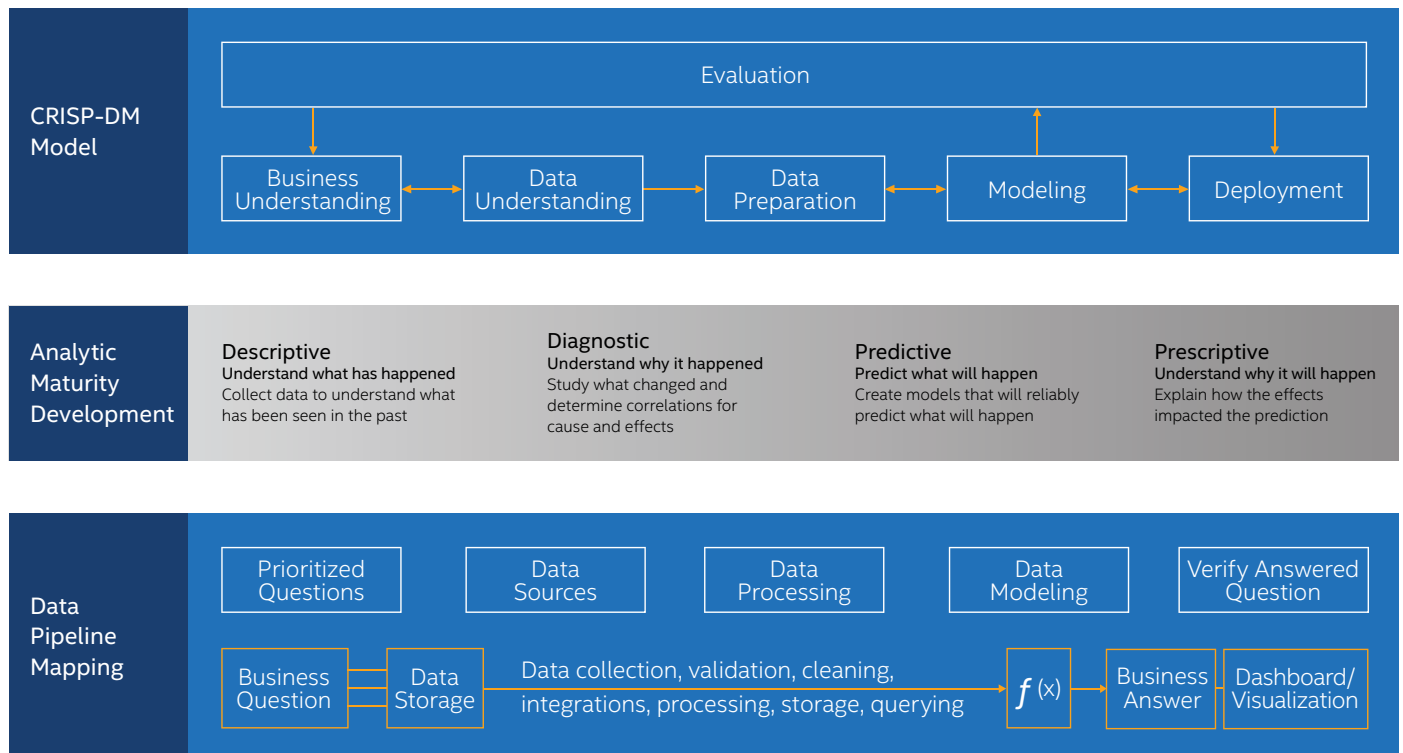 CRISP-DM
Model
Evaluation
Business
Understanding
Data
Understanding
Data
Preparation
Modeling
Deployment
Analytic
Maturity
Development
Descriptive
Understand what has happened
Collect data to understand what
has been seen in the past
Diagnostic
Understand why it happened
Study what changed and
determine correlations for
cause and effects
Predictive
Predict what will happen
Create models that will reliably
predict what will happen
Prescriptive
Understand why it will happen
Explain how the effects
impacted the prediction
Data
Pipeline
Mapping
Prioritized
Questions
Data
Sources
Data
Processing
Data
Modeling
Verify Answered
Question
Business
Question
Data
Storage
Data collection, validation, cleaning,
integrations, processing, storage, querying
f (x)
Business
Answer
Dashboard/
Visualization